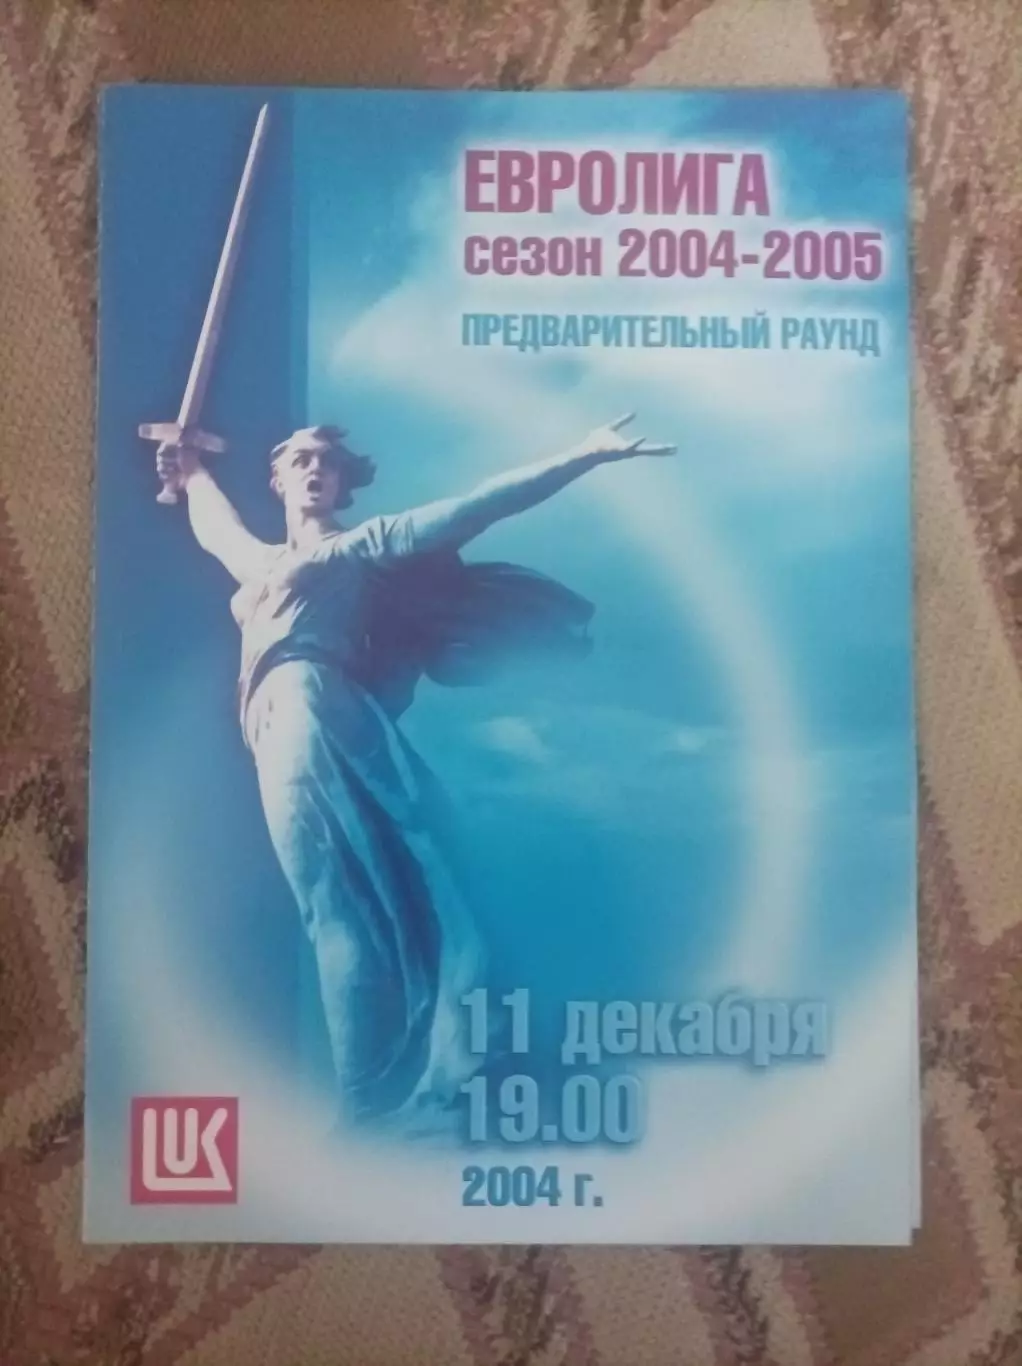 ЕВРОЛИГА
сезон 2004-2005
ПРЕДВАРИТЕЛЬНЫЙ РАУНД
11 декабря
19.00
2004 г.
LUK